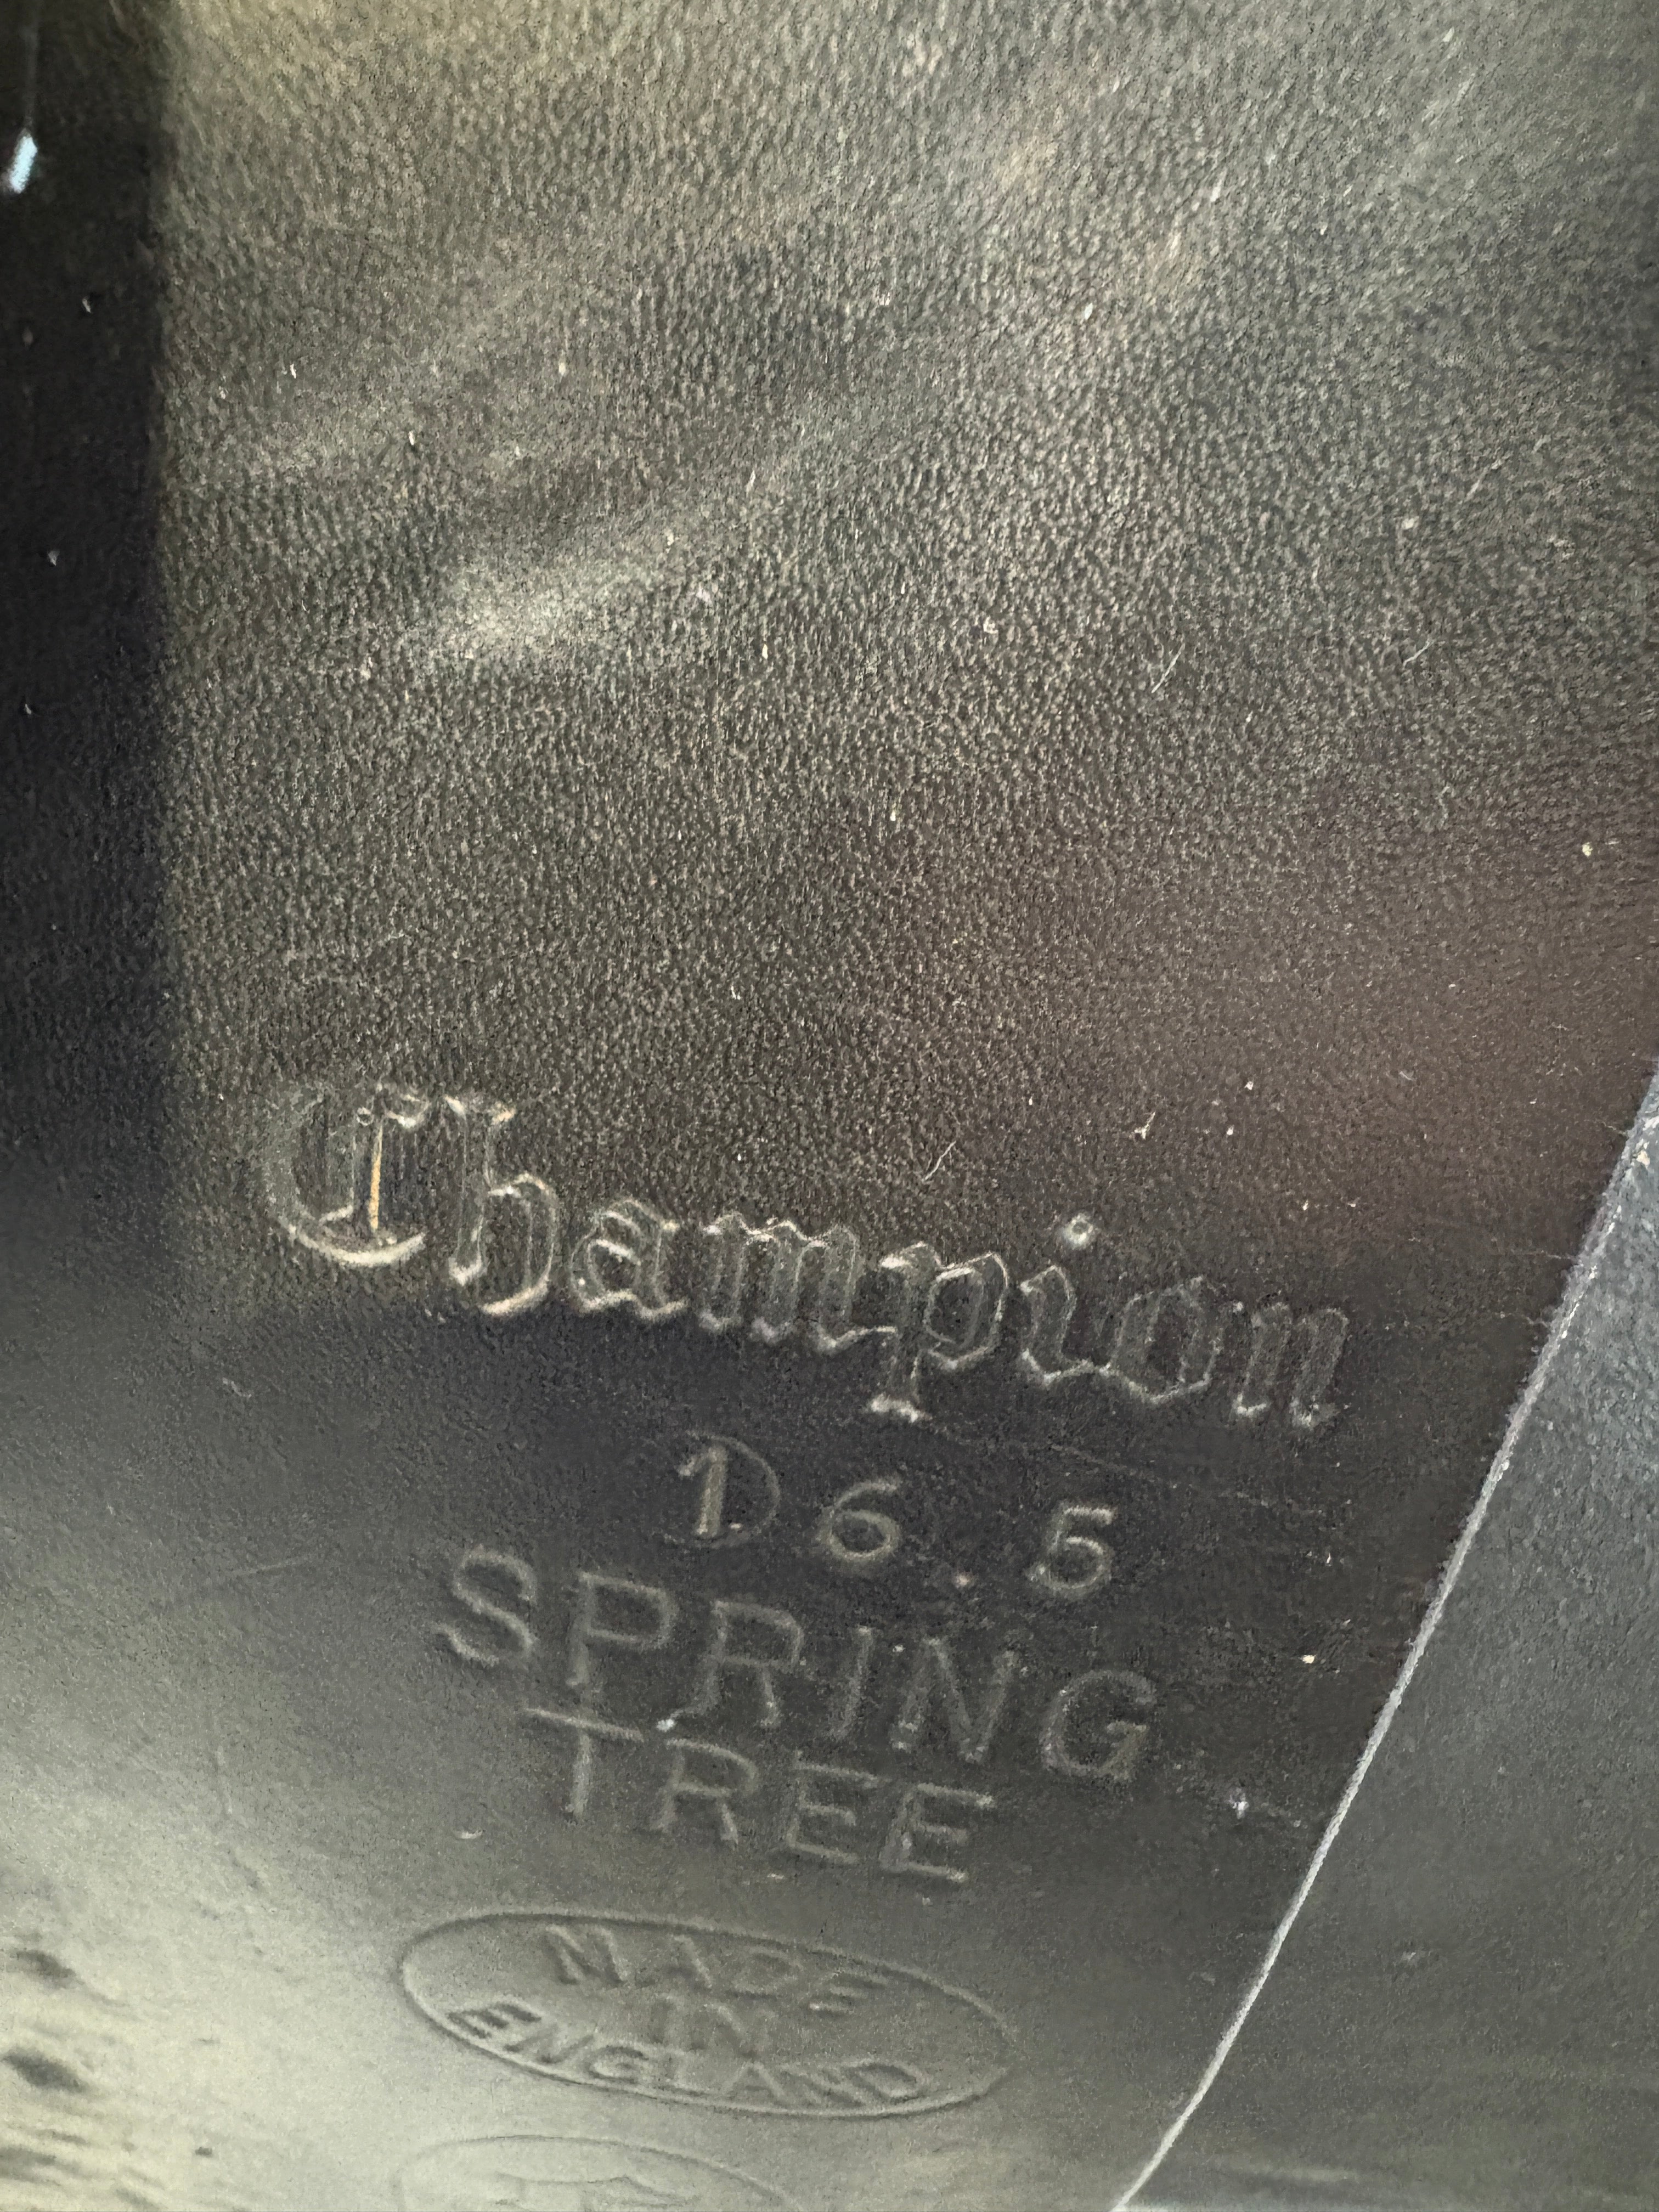 Champion
16.5
SPRING
TREE
MADE
IN
ENGLAND